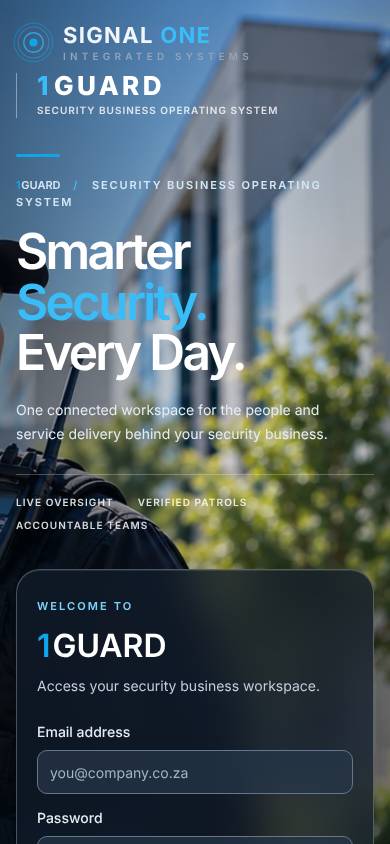 SIGNAL ONE
INTEGRATED SYSTEMS
1GUARD
SECURITY BUSINESS OPERATING SYSTEM
1GUARD / SECURITY BUSINESS OPERATING
SYSTEM
Smarter
Security.
Every Day.
One connected workspace for the people and
service delivery behind your security business.
LIVE OVERSIGHT VERIFIED PATROLS
ACCOUNTABLE TEAMS
WELCOME TO
1GUARD
Access your security business workspace.
Email address
you@company.co.za
Password